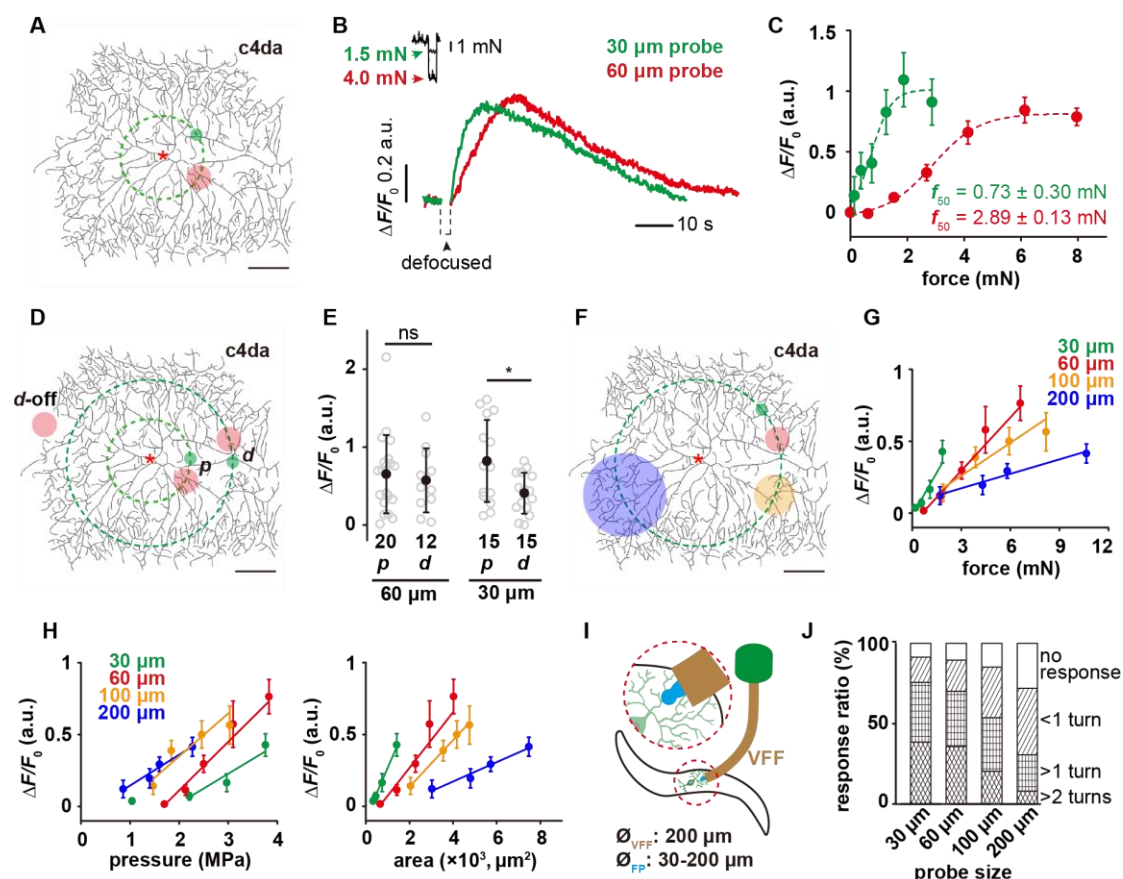 A
c4da
B
1 mN
1.5 mN
4.0 mN
30 µm probe
60 µm probe
ΔF/F0 0.2 a.u.
10 s
defocused
C
ΔF/F0 (a.u.)
1.5
1
0.5
0
f50 = 0.73 ± 0.30 mN
f50 = 2.89 ± 0.13 mN
0 2 4 6 8
force (mN)
D
c4da
d-off
p
d
E
ΔF/F0 (a.u.)
ns
*
2
1
0
20 12 15 15
p d p d
60 µm 30 µm
F
c4da
*
G
30 µm
60 µm
100 µm
200 µm
ΔF/F0 (a.u.)
1
0.5
0
0 3 6 9 12
force (mN)
H
30 µm
60 µm
100 µm
200 µm
ΔF/F0 (a.u.)
1
0.5
0
0 1 2 3 4
pressure (MPa)
ΔF/F0 (a.u.)
1
0.5
0
0 2 4 6 8
area (×10³, µm²)
I
VFF
ØVFF: 200 µm
ØFP: 30-200 µm
J
response ratio (%)
100
50
0
no
response
<1 turn
>1 turn
>2 turns
30 µm
60 µm
100 µm
200 µm
probe size